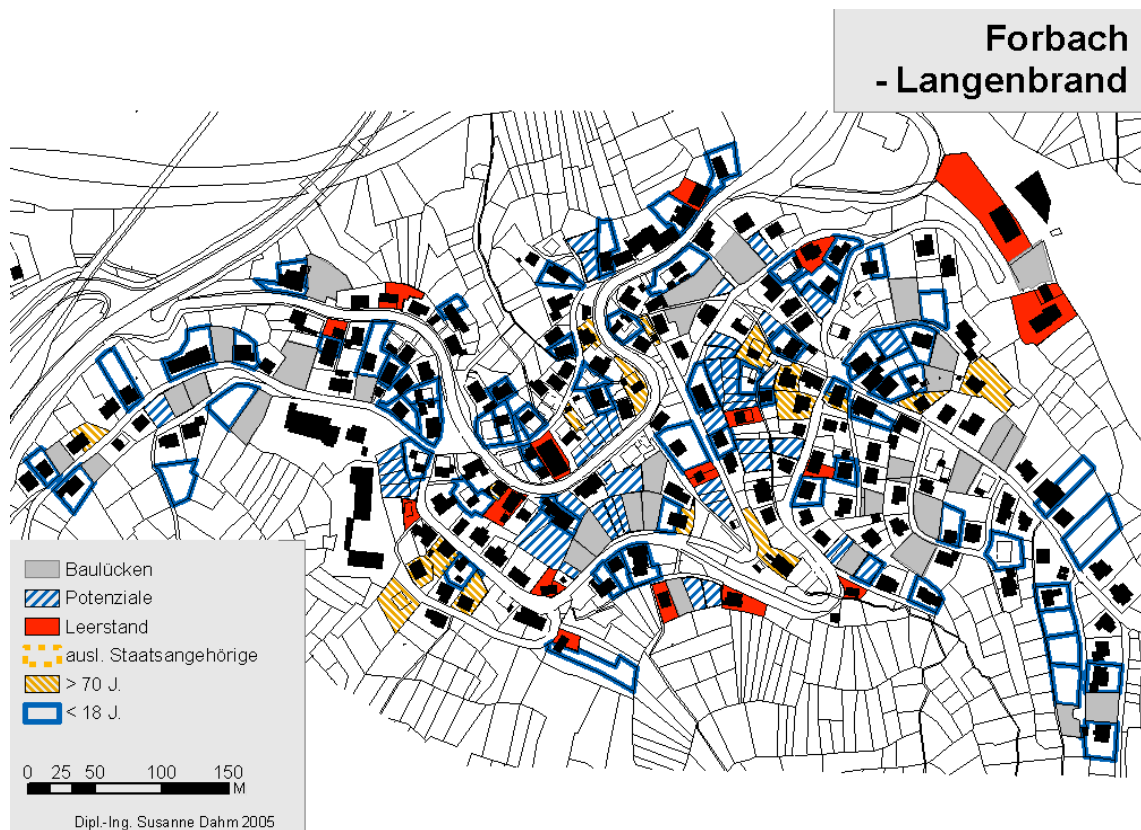 Forbach
- Langenbrand
Baulücken
Potenziale
Leerstand
ausl. Staatsangehörige
> 70 J.
< 18 J.
0 25 50 100 150
M
Dipl.-Ing. Susanne Dahm 2005